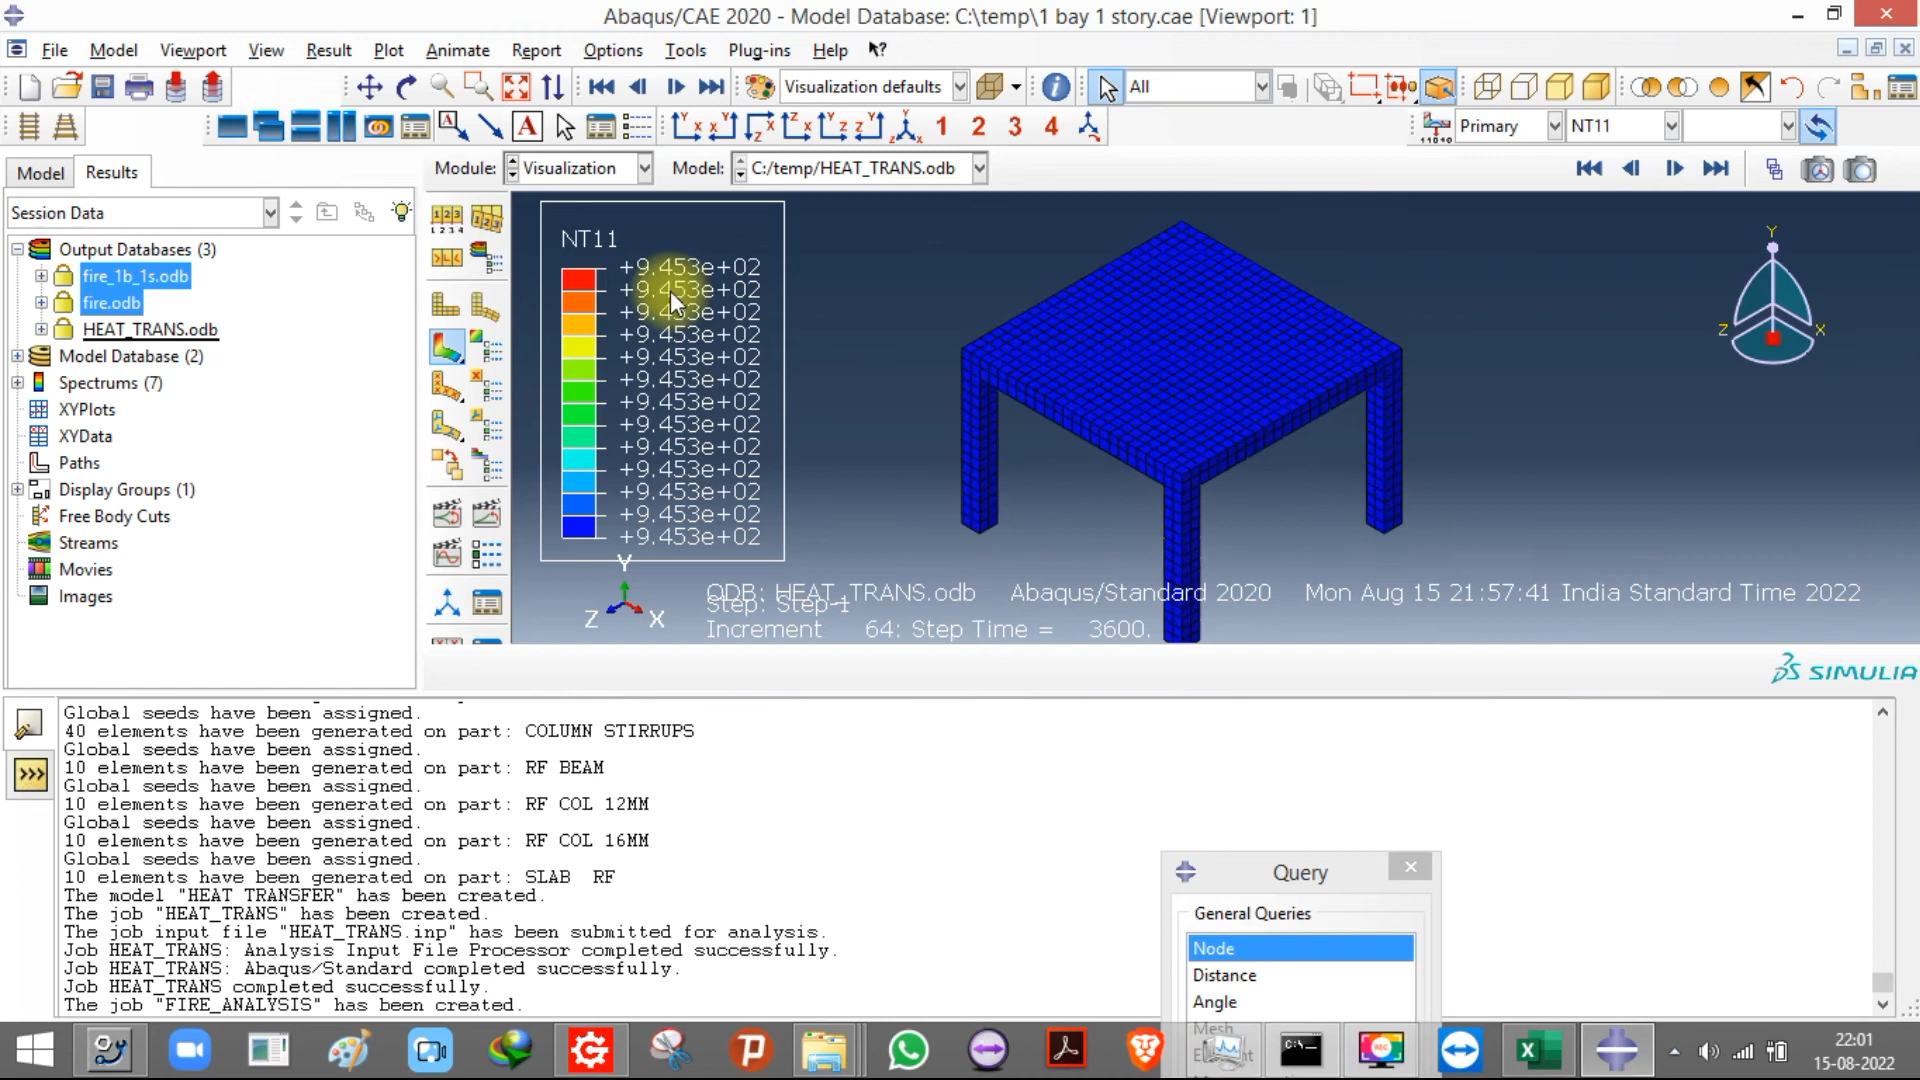 Abaqus/CAE 2020 - Model Database: C:\temp\1 bay 1 story.cae [Viewport: 1]
File Model Viewport View Result Plot Animate Report Options Tools Plug-ins Help
Visualization defaults
All
1 2 3 4
Primary
NT11
Model Results
Module: Visualization Model: C:/temp/HEAT_TRANS.odb
Session Data
Output Databases (3)
fire_1b_1s.odb
fire.odb
HEAT_TRANS.odb
Model Database (2)
Spectrums (7)
XYPlots
XYData
Paths
Display Groups (1)
Free Body Cuts
Streams
Movies
Images
NT11
+9.453e+02
+9.453e+02
+9.453e+02
+9.453e+02
+9.453e+02
+9.453e+02
+9.453e+02
+9.453e+02
+9.453e+02
+9.453e+02
+9.453e+02
+9.453e+02
+9.453e+02
Y
Z
X
Y
Z
X
ODB: HEAT_TRANS.odb Abaqus/Standard 2020 Mon Aug 15 21:57:41 India Standard Time 2022
Step: Step-1
Increment 64: Step Time = 3600.
SIMULIA
Global seeds have been assigned.
40 elements have been generated on part: COLUMN STIRRUPS
Global seeds have been assigned.
10 elements have been generated on part: RF BEAM
Global seeds have been assigned.
10 elements have been generated on part: RF COL 12MM
Global seeds have been assigned.
10 elements have been generated on part: RF COL 16MM
Global seeds have been assigned.
10 elements have been generated on part: SLAB RF
The model "HEAT TRANSFER" has been created.
The job "HEAT_TRANS" has been created.
The job input file "HEAT_TRANS.inp" has been submitted for analysis.
Job HEAT_TRANS: Analysis Input File Processor completed successfully.
Job HEAT_TRANS: Abaqus/Standard completed successfully.
Job HEAT_TRANS completed successfully.
The job "FIRE_ANALYSIS" has been created.
Query
General Queries
Node
Distance
Angle
Mesh
22:01
15-08-2022